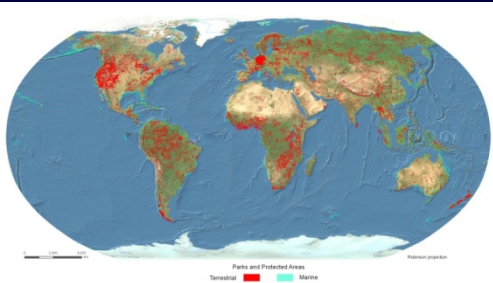 Robinson projection
Parks and Protected Areas
Terrestrial Marine